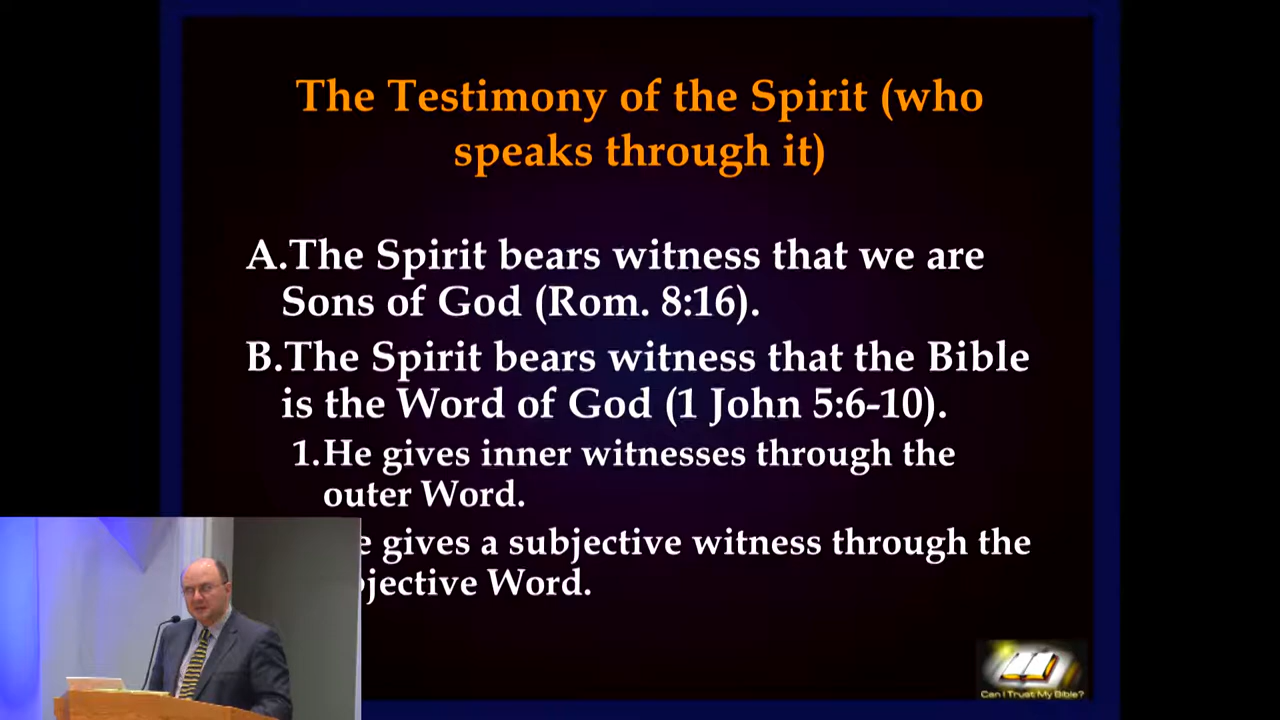 The Testimony of the Spirit (who
speaks through it)
A.The Spirit bears witness that we are
Sons of God (Rom. 8:16).
B.The Spirit bears witness that the Bible
is the Word of God (1 John 5:6-10).
1.He gives inner witnesses through the
outer Word.
gives a subjective witness through the
Word.
Can I Trust My Bible?